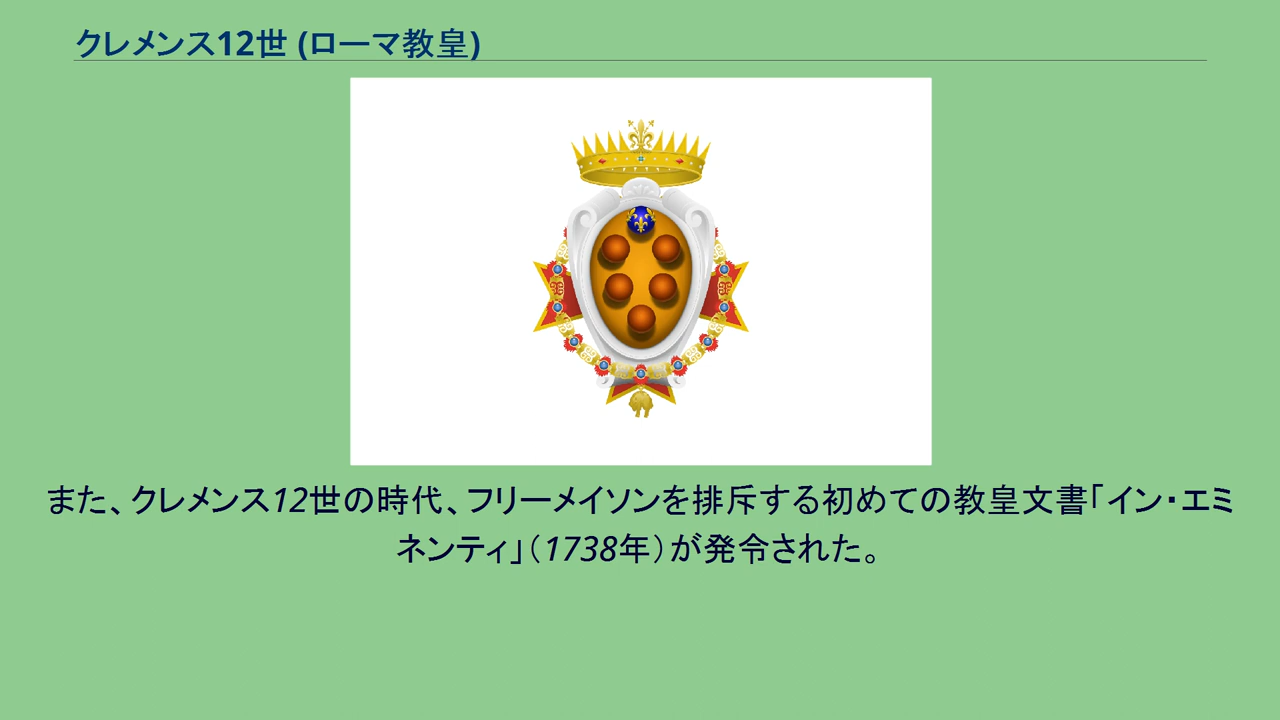 クレメンス12世 (ローマ教皇)
また、クレメンス12世の時代、フリーメイソンを排斥する初めての教皇文書「イン・エミ
ネンティ」（1738年）が発令された。